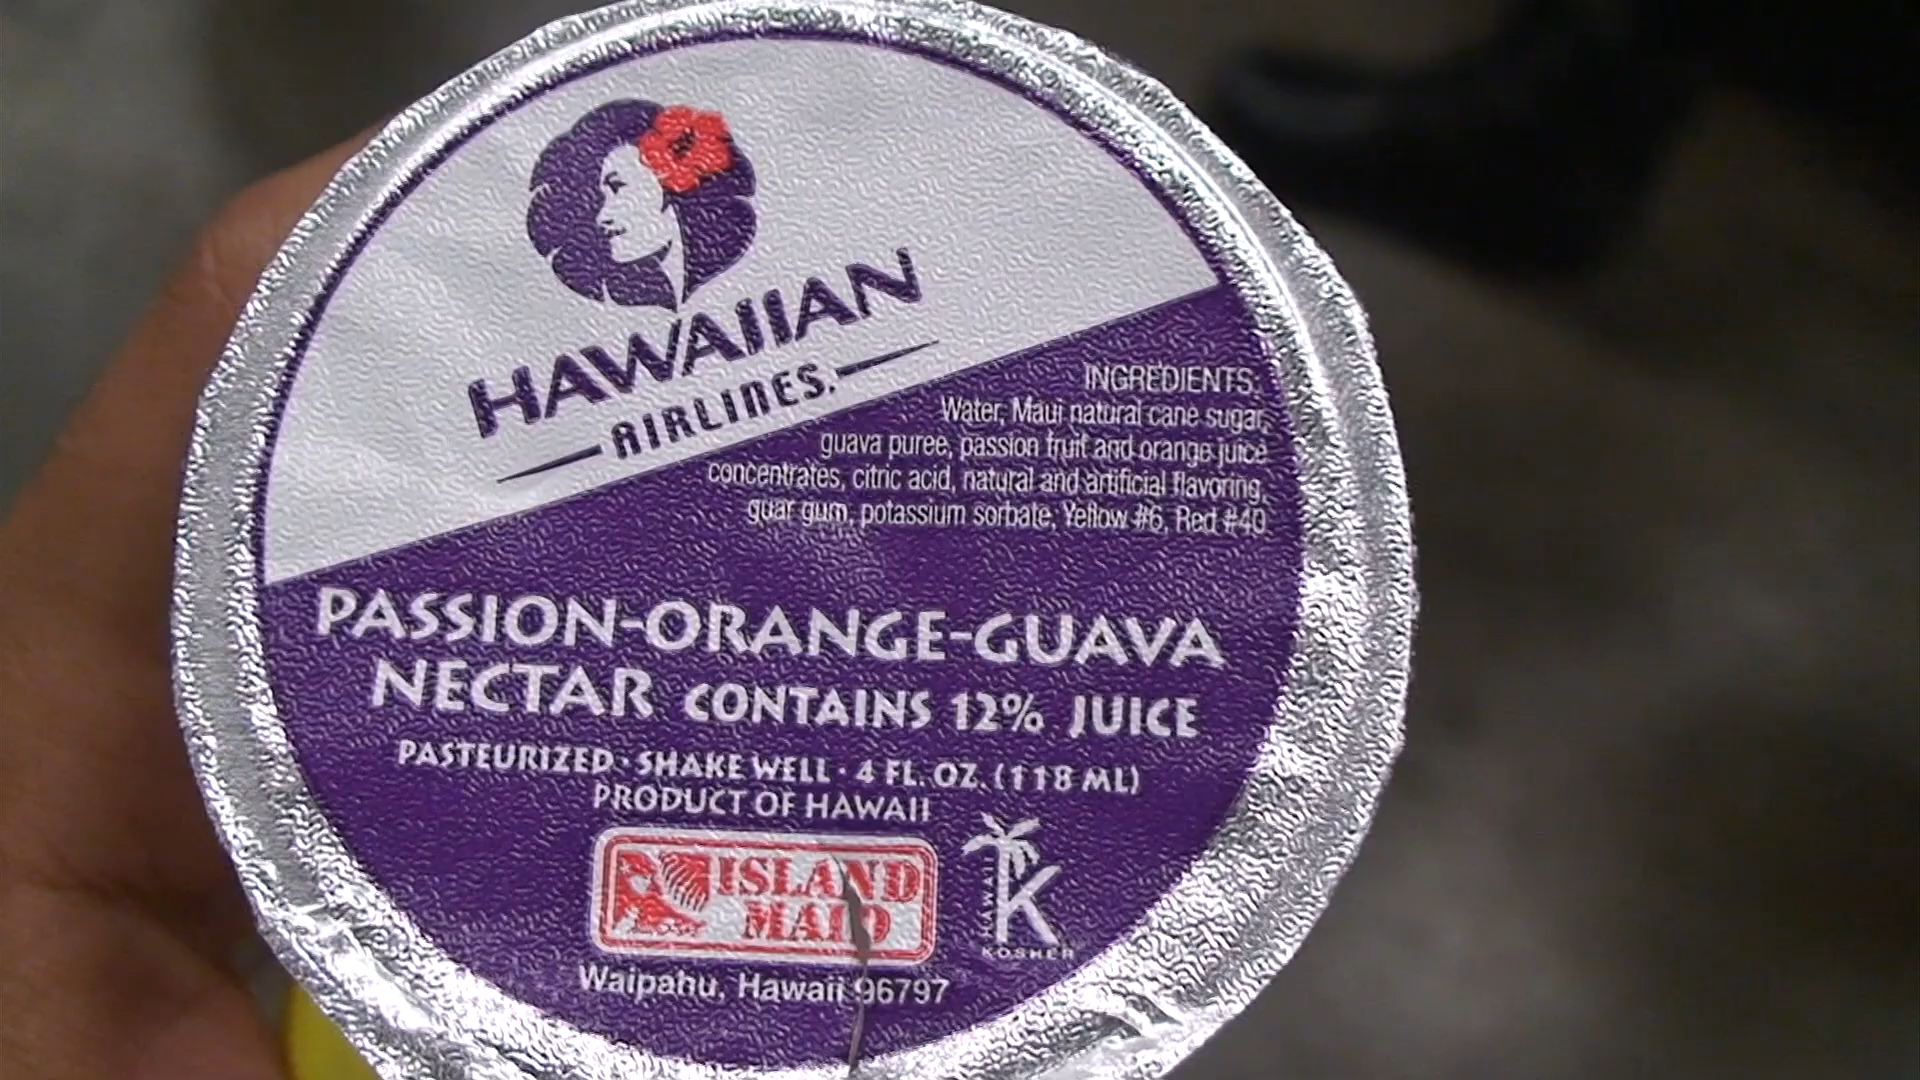 HAWAIIAN
AIRLINES.
INGREDIENTS:
Water, Maui natural cane sugar,
guava puree, passion fruit and orange juice
concentrates, citric acid, natural and artificial flavoring,
guar gum, potassium sorbate, Yellow #6, Red #40
PASSION-ORANGE-GUAVA
NECTAR CONTAINS 12% JUICE
PASTEURIZED · SHAKE WELL · 4 FL. OZ. (118 ML)
PRODUCT OF HAWAII
ISLAND
MAID
HAWAII
K
KOSHER
Waipahu, Hawaii 96797